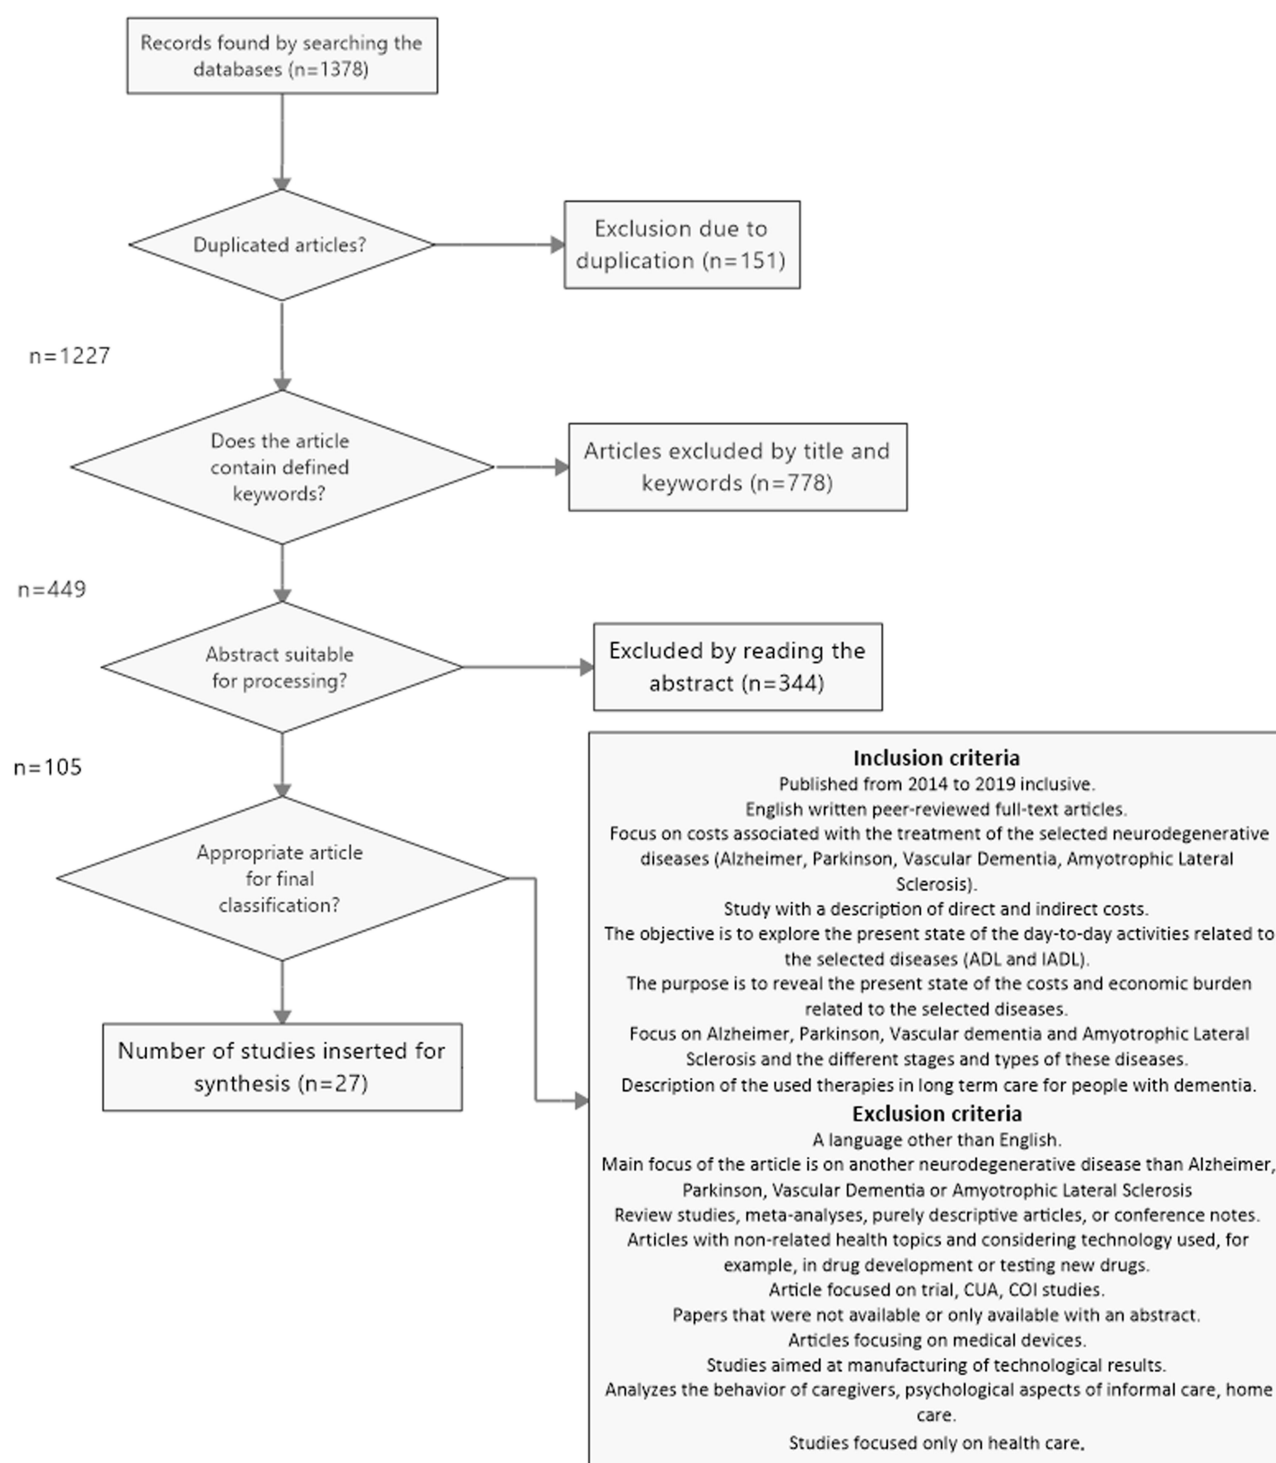 Records found by searching the
databases (n=1378)
Duplicated articles?
Exclusion due to
duplication (n=151)
n=1227
Does the article
contain defined
keywords?
Articles excluded by title and
keywords (n=778)
n=449
Abstract suitable
for processing?
Excluded by reading the
abstract (n=344)
n=105
Appropriate article
for final
classification?
Number of studies inserted for
synthesis (n=27)
Inclusion criteria
Published from 2014 to 2019 inclusive.
English written peer-reviewed full-text articles.
Focus on costs associated with the treatment of the selected neurodegenerative
diseases (Alzheimer, Parkinson, Vascular Dementia, Amyotrophic Lateral
Sclerosis).
Study with a description of direct and indirect costs.
The objective is to explore the present state of the day-to-day activities related to
the selected diseases (ADL and IADL).
The purpose is to reveal the present state of the costs and economic burden
related to the selected diseases.
Focus on Alzheimer, Parkinson, Vascular dementia and Amyotrophic Lateral
Sclerosis and the different stages and types of these diseases.
Description of the used therapies in long term care for people with dementia.
Exclusion criteria
A language other than English.
Main focus of the article is on another neurodegenerative disease than Alzheimer,
Parkinson, Vascular Dementia or Amyotrophic Lateral Sclerosis
Review studies, meta-analyses, purely descriptive articles, or conference notes.
Articles with non-related health topics and considering technology used, for
example, in drug development or testing new drugs.
Article focused on trial, CUA, COI studies.
Papers that were not available or only available with an abstract.
Articles focusing on medical devices.
Studies aimed at manufacturing of technological results.
Analyzes the behavior of caregivers, psychological aspects of informal care, home
care.
Studies focused only on health care.